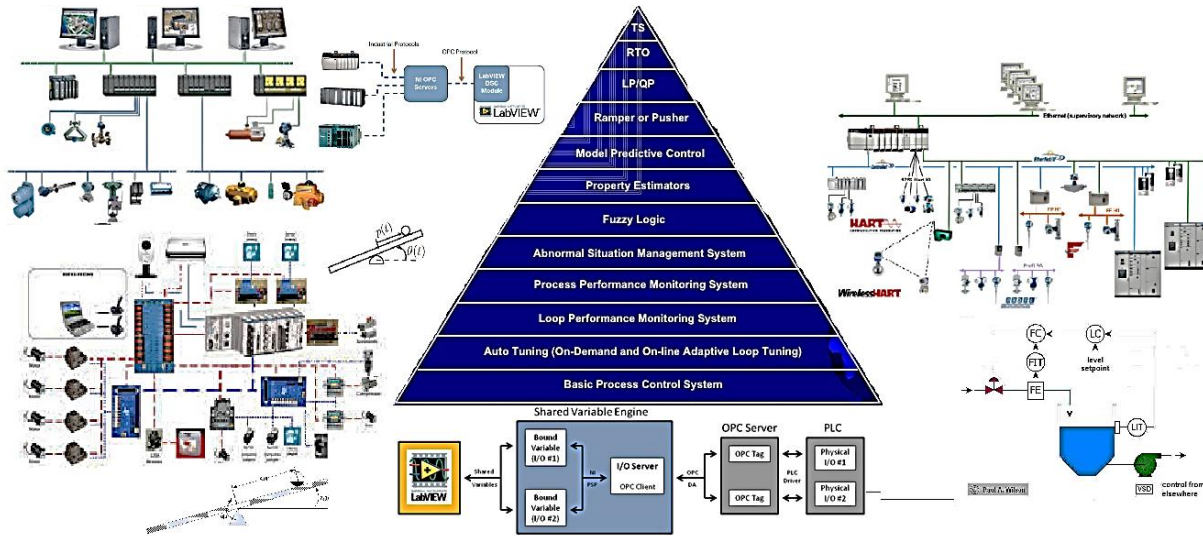 Industrial Protocols
OPC Protocol
NI OPC
Servers
LabVIEW
DSC
Module
LabVIEW
TS
RTO
LP/QP
Ramper or Pusher
Model Predictive Control
Property Estimators
Fuzzy Logic
Abnormal Situation Management System
Process Performance Monitoring System
Loop Performance Monitoring System
Auto Tuning (On-Demand and On-line Adaptive Loop Tuning)
Basic Process Control System
Ethernet (supervisory network)
HART
WirelessHART
FC
LC
FIT
level
setpoint
FE
LIT
VSD
control from
elsewhere
Paul A. Wilson
Shared Variable Engine
LabVIEW
Shared
Variables
Bound
Variable
(I/O #1)
Bound
Variable
(I/O #2)
NI
PSP
I/O Server
OPC Client
OPC
DA
OPC Server
OPC Tag
OPC Tag
PLC
Driver
PLC
Physical
I/O #1
Physical
I/O #2